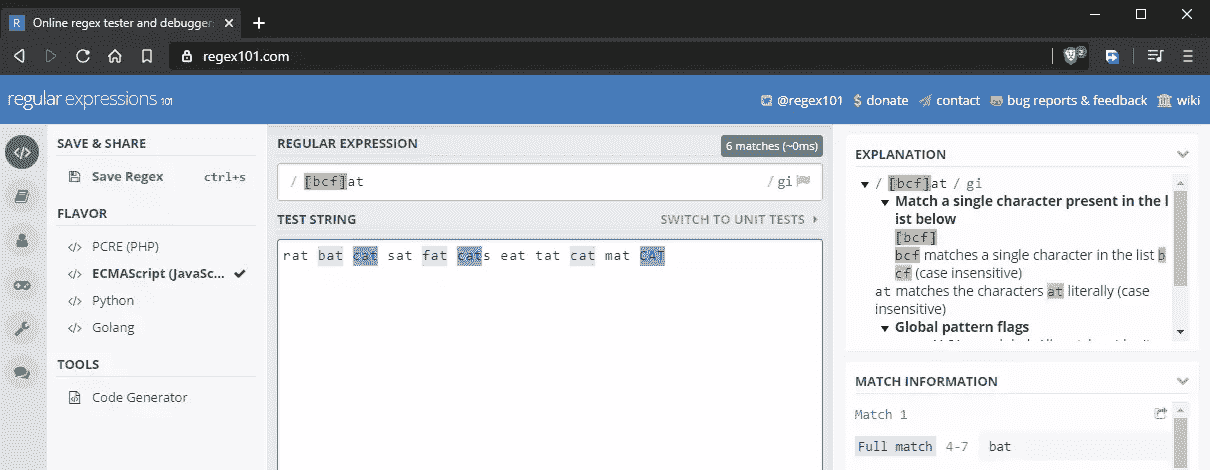 Online regex tester and debugger:
regex101.com
2
regular expressions 101
@regex101 $ donate contact bug reports & feedback wiki
SAVE & SHARE
Save Regex ctrl+s
FLAVOR
</> PCRE (PHP)
</> ECMAScript (JavaSc...
</> Python
</> Golang
TOOLS
Code Generator
REGULAR EXPRESSION 6 matches (~0ms)
/ [bcf]at / gi
TEST STRING SWITCH TO UNIT TESTS
rat bat cat sat fat cats eat tat cat mat CAT
EXPLANATION
/ [bcf]at / gi
Match a single character present in the l
ist below
[bcf]
bcf matches a single character in the list b
cf (case insensitive)
at matches the characters at literally (case
insensitive)
Global pattern flags
MATCH INFORMATION
Match 1
Full match 4-7 bat